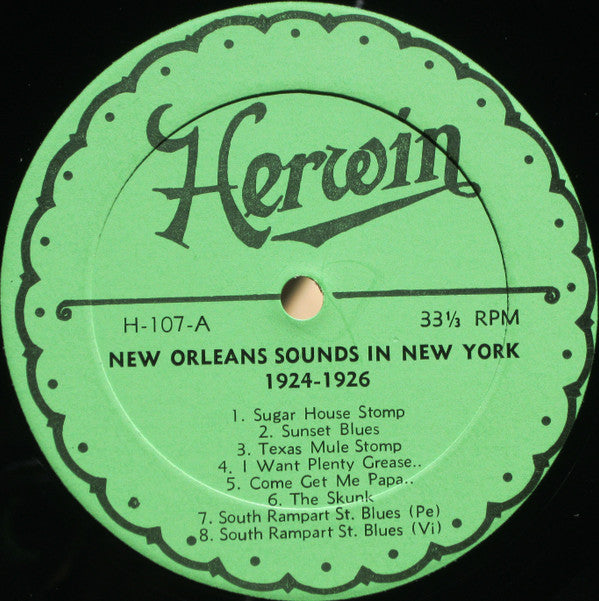 Herwin
H-107-A 33⅓ RPM
NEW ORLEANS SOUNDS IN NEW YORK
1924-1926
1. Sugar House Stomp
2. Sunset Blues
3. Texas Mule Stomp
4. I Want Plenty Grease..
5. Come Get Me Papa..
6. The Skunk
7. South Rampart St. Blues (Pe)
8. South Rampart St. Blues (Vi)